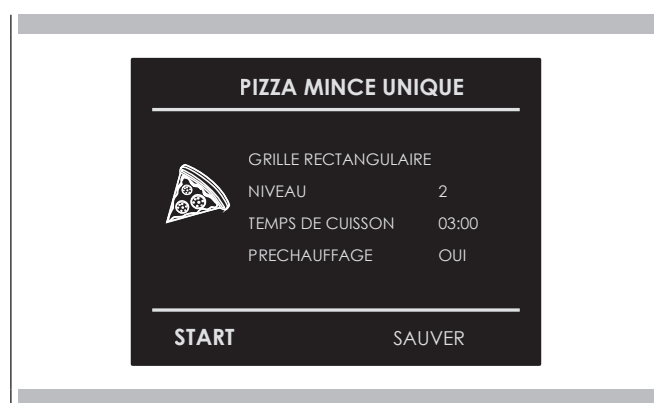 PIZZA MINCE UNIQUE
GRILLE RECTANGULAIRE
NIVEAU 2
TEMPS DE CUISSON 03:00
PRECHAUFFAGE OUI
START SAUVER